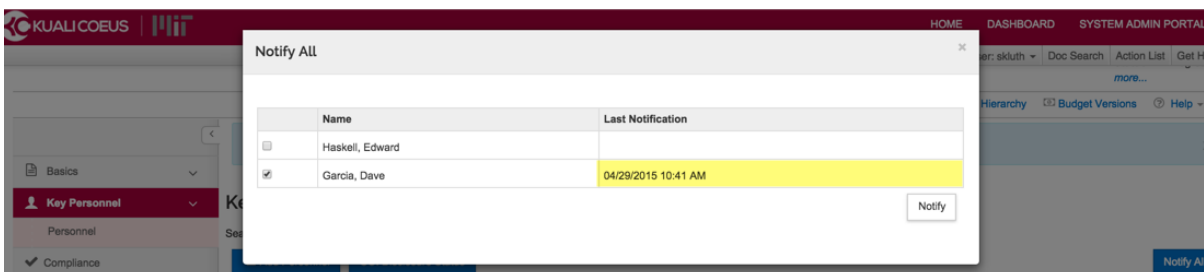 KUALI COEUS MIT
HOME DASHBOARD SYSTEM ADMIN PORTAL
Notify All ×
er: skluth Doc Search Action List Get H
more...
Hierarchy Budget Versions Help
Name Last Notification
Haskell, Edward
Garcia, Dave 04/29/2015 10:41 AM
Notify
Basics
Key Personnel
Ke
Personnel
Sea
Compliance
Notify Al